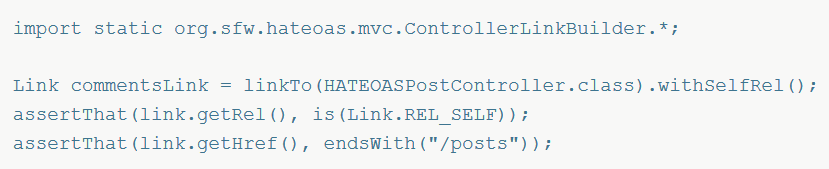 import static org.sfw.hateoas.mvc.ControllerLinkBuilder.*;
Link commentsLink = linkTo(HATEOASPostController.class).withSelfRel();
assertThat(link.getRel(), is(Link.REL_SELF));
assertThat(link.getHref(), endsWith("/posts"));